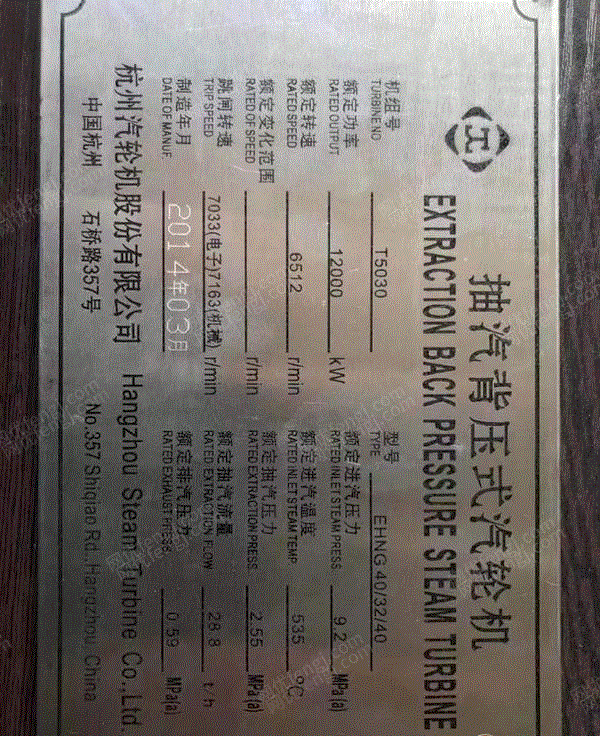 抽汽背压式汽轮机
EXTRACTION BACK PRESSURE STEAM TURBINE
机组号 T5030 型号 EHNG 40/32/40
TURBINE NO TYPE
额定功率 12000 kW 额定进汽压力 9.2 MPa(a)
RATED OUTPUT RATED INLET STEAM PRESS.
额定转速 6512 r/min 额定进汽温度 535 °C
RATED SPEED RATED INLET STEAM TEMP.
额定变化范围 r/min 额定抽汽压力 2.55 MPa(a)
RATED OF SPEED RATED EXTRACTION PRESS.
跳闸转速 7033(电子)7163(机械) r/min 额定抽汽流量 28.8 t/h
TRIP SPEED RATED EXTRACTION FLOW
制造年月 2014年03月 额定排汽压力 0.59 MPa(a)
DATE OF MANUF. RATED EXHAUST PRESS.
杭州汽轮机股份有限公司 Hangzhou Steam Turbine Co.,Ltd.
中国杭州 石桥路357号 No.357 Shiqiao Rd. Hangzhou, China